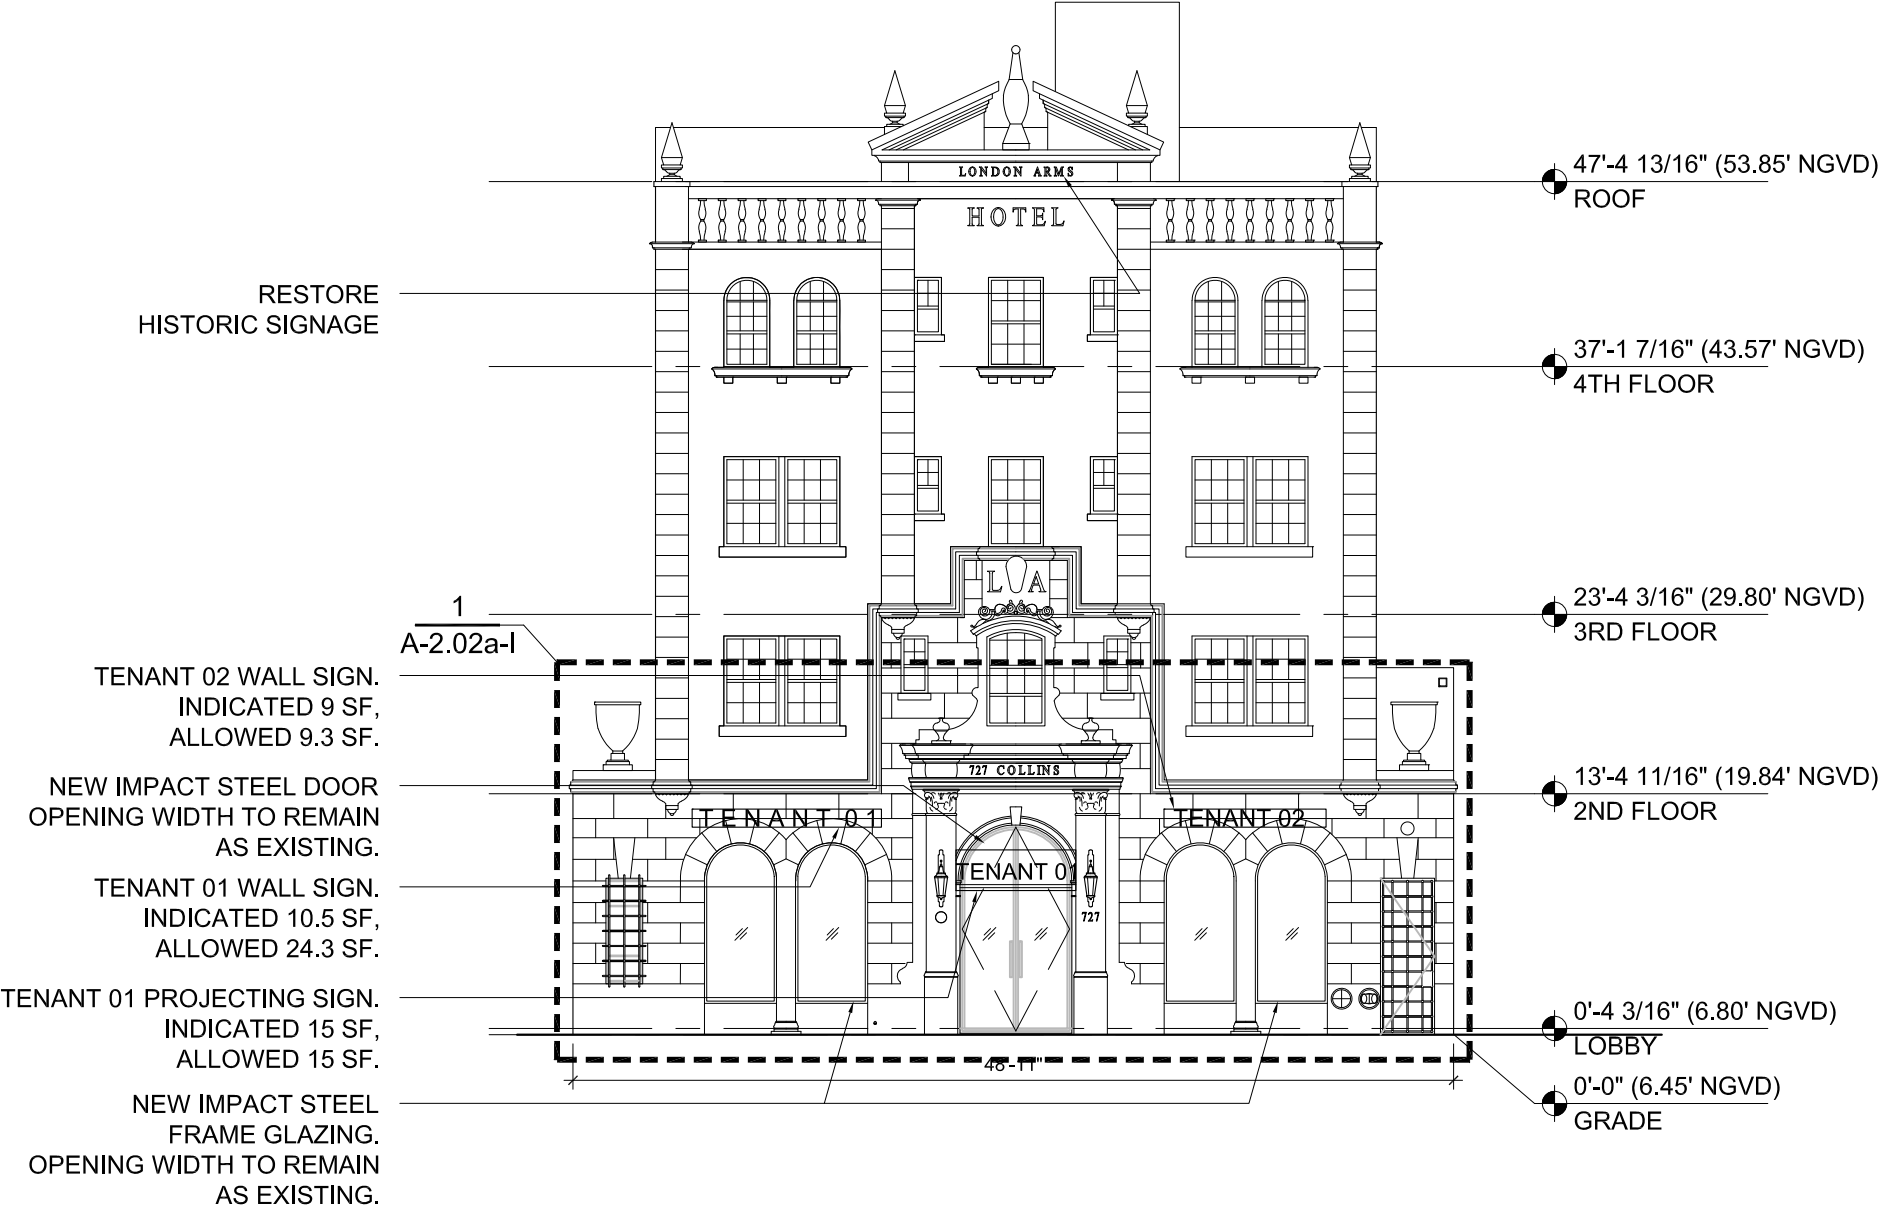 47'-4 13/16" (53.85' NGVD)
ROOF
LONDON ARMS
HOTEL
RESTORE
HISTORIC SIGNAGE
37'-1 7/16" (43.57' NGVD)
4TH FLOOR
L A
23'-4 3/16" (29.80' NGVD)
3RD FLOOR
1
A-2.02a-I
TENANT 02 WALL SIGN.
INDICATED 9 SF,
ALLOWED 9.3 SF.
727 COLLINS
13'-4 11/16" (19.84' NGVD)
2ND FLOOR
NEW IMPACT STEEL DOOR
OPENING WIDTH TO REMAIN
AS EXISTING.
TENANT 01
TENANT 02
TENANT 01
727
TENANT 01 WALL SIGN.
INDICATED 10.5 SF,
ALLOWED 24.3 SF.
TENANT 01 PROJECTING SIGN.
INDICATED 15 SF,
ALLOWED 15 SF.
0'-4 3/16" (6.80' NGVD)
LOBBY
48'-11"
0'-0" (6.45' NGVD)
GRADE
NEW IMPACT STEEL
FRAME GLAZING.
OPENING WIDTH TO REMAIN
AS EXISTING.